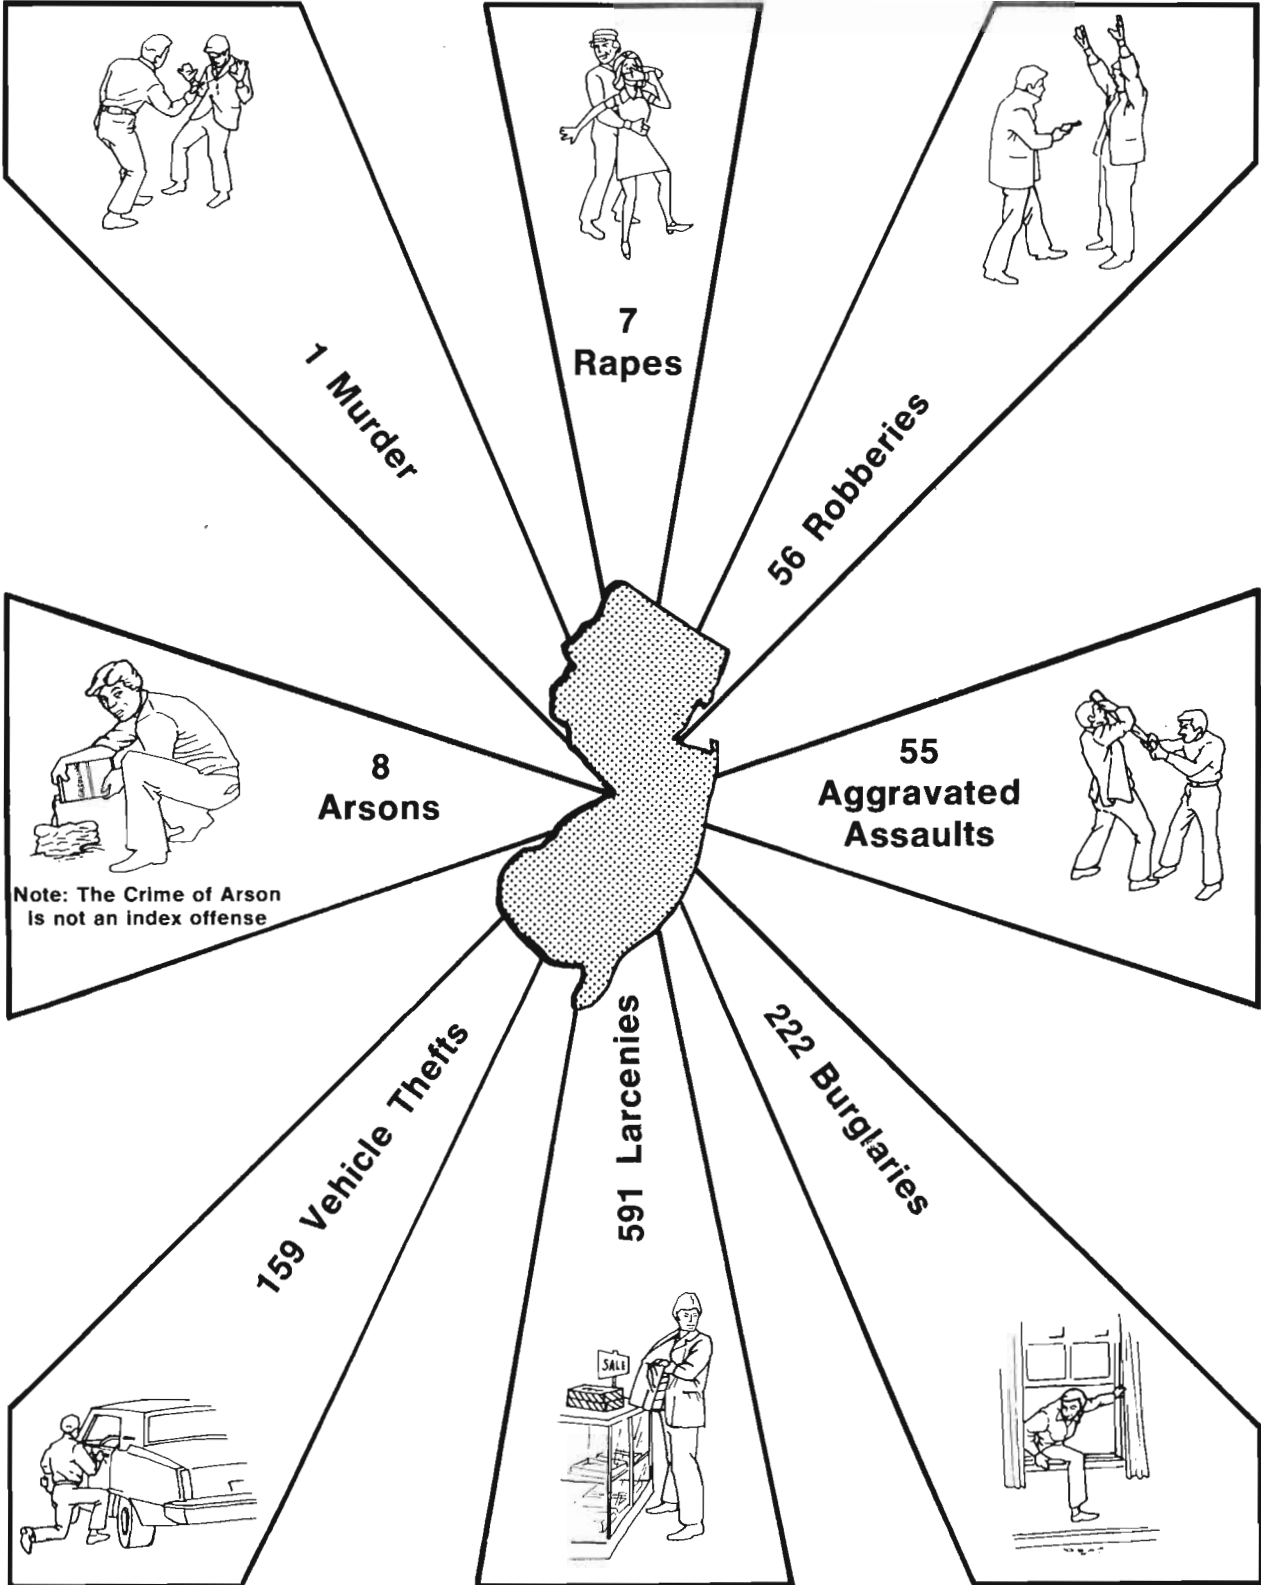 1 Murder
7
Rapes
56 Robberies
8
Arsons
Note: The Crime of Arson
is not an index offense
55
Aggravated
Assaults
159 Vehicle Thefts
591 Larcenies
222 Burglaries
SALE